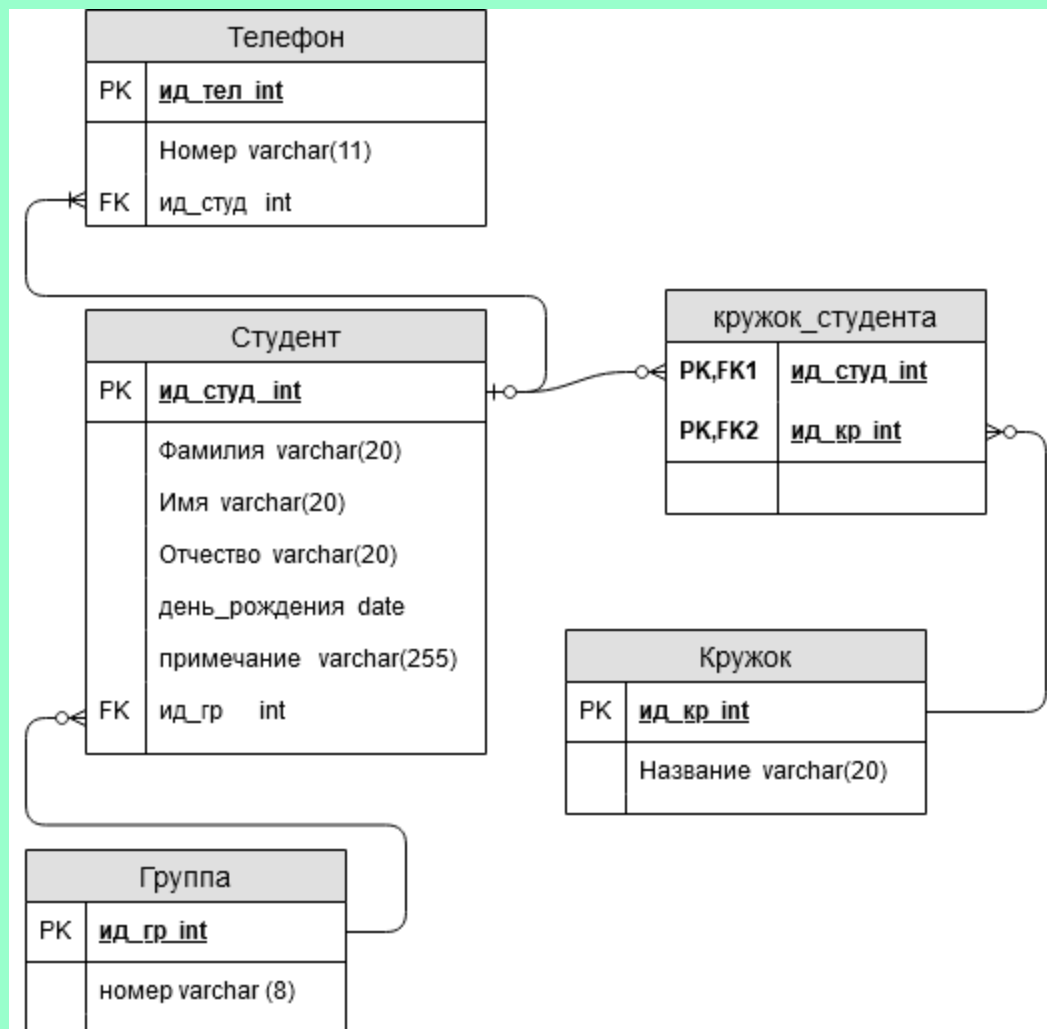 Телефон
PK ид_тел int
Номер varchar(11)
FK ид_студ int
Студент
PK ид_студ int
Фамилия varchar(20)
Имя varchar(20)
Отчество varchar(20)
день_рождения date
примечание varchar(255)
FK ид_гр int
кружок_студента
PK,FK1 ид_студ int
PK,FK2 ид_кр int
Кружок
PK ид_кр int
Название varchar(20)
Группа
PK ид_гр int
номер varchar (8)